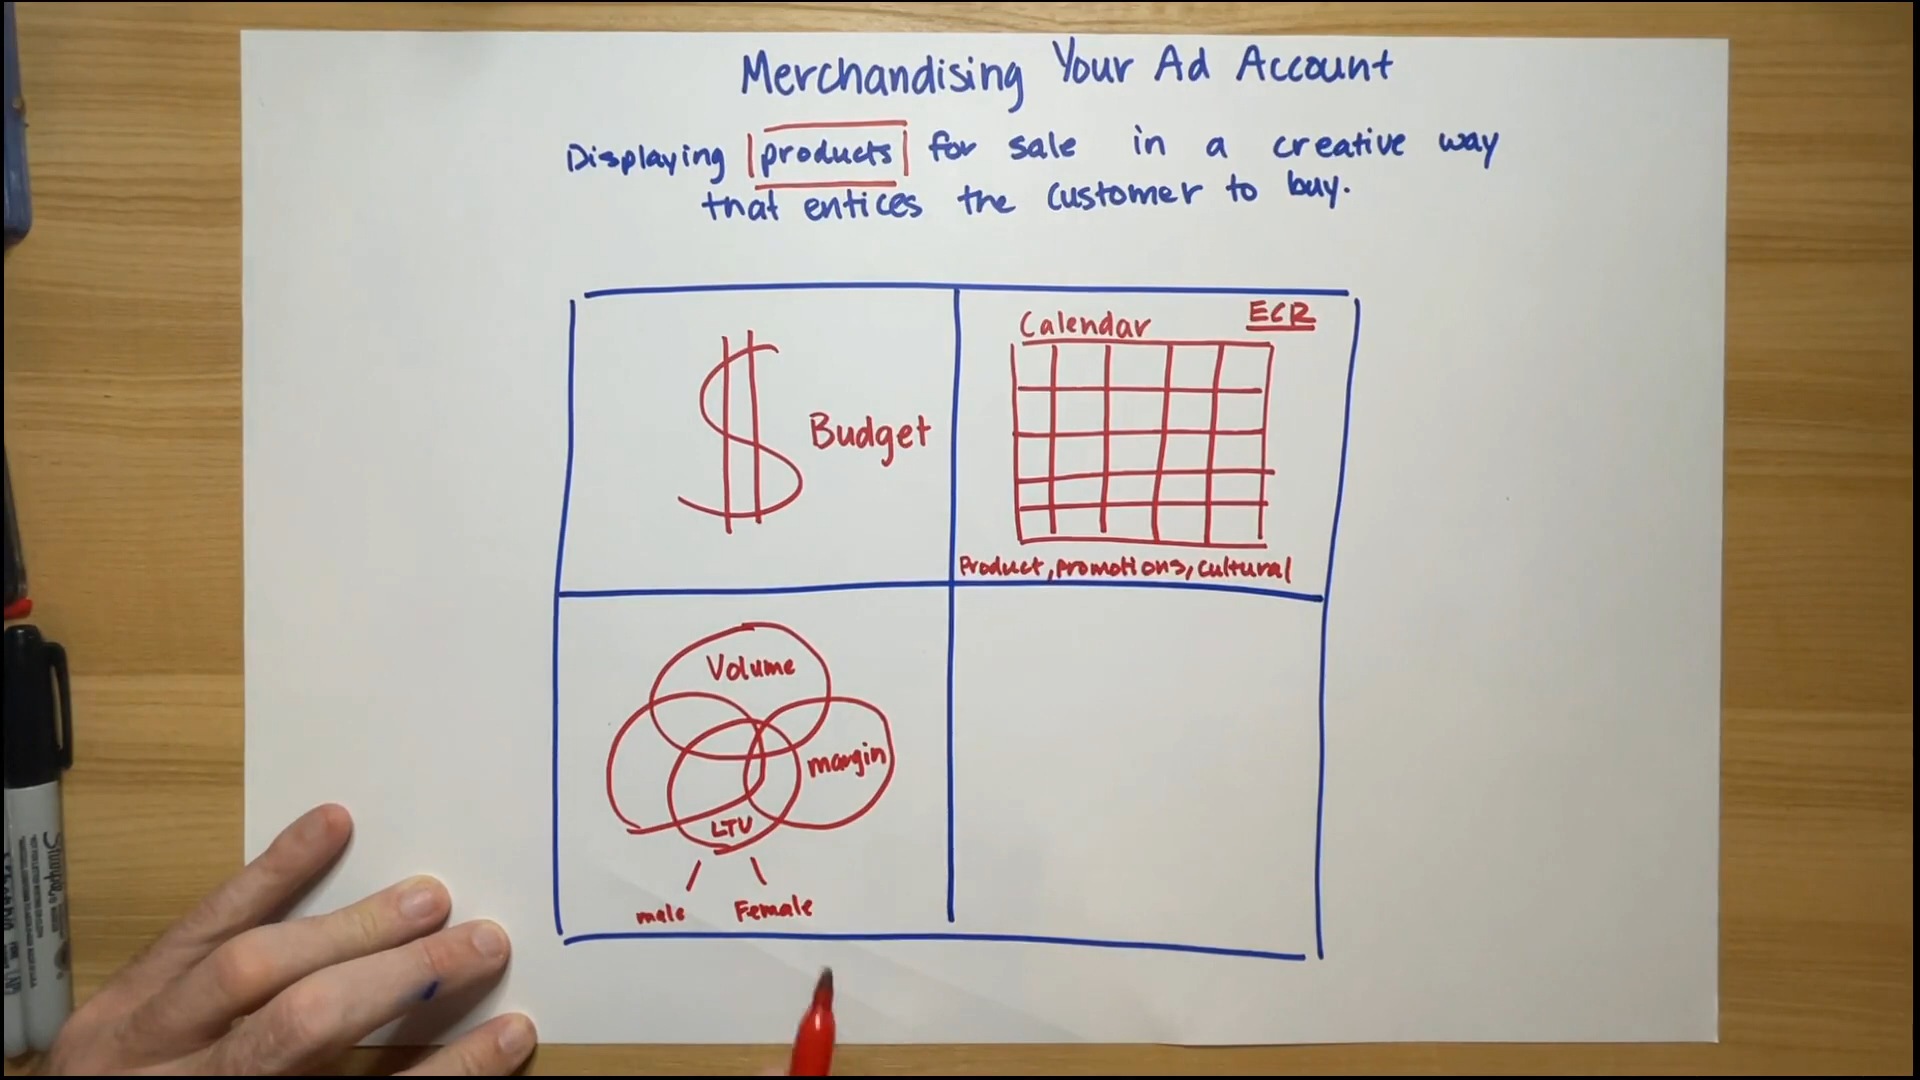 Merchandising Your Ad Account
Displaying products for sale in a creative way
that entices the customer to buy.
$ Budget
Calendar ECR
Product, promotions, cultural
Volume
margin
LTV
male Female
Sharpie